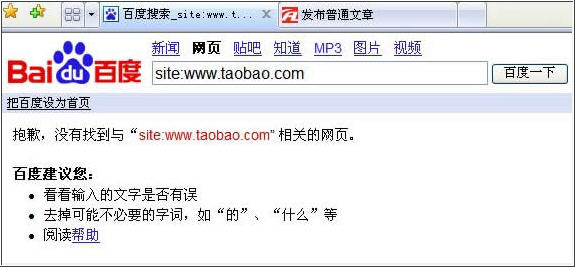 百度搜索_site:www.t...
发布普通文章
新闻 网页 贴吧 知道 MP3 图片 视频
Bai du 百度
site:www.taobao.com 百度一下
把百度设为首页
抱歉，没有找到与“site:www.taobao.com” 相关的网页。
百度建议您：
看看输入的文字是否有误
去掉可能不必要的字词，如“的”、“什么”等
阅读帮助